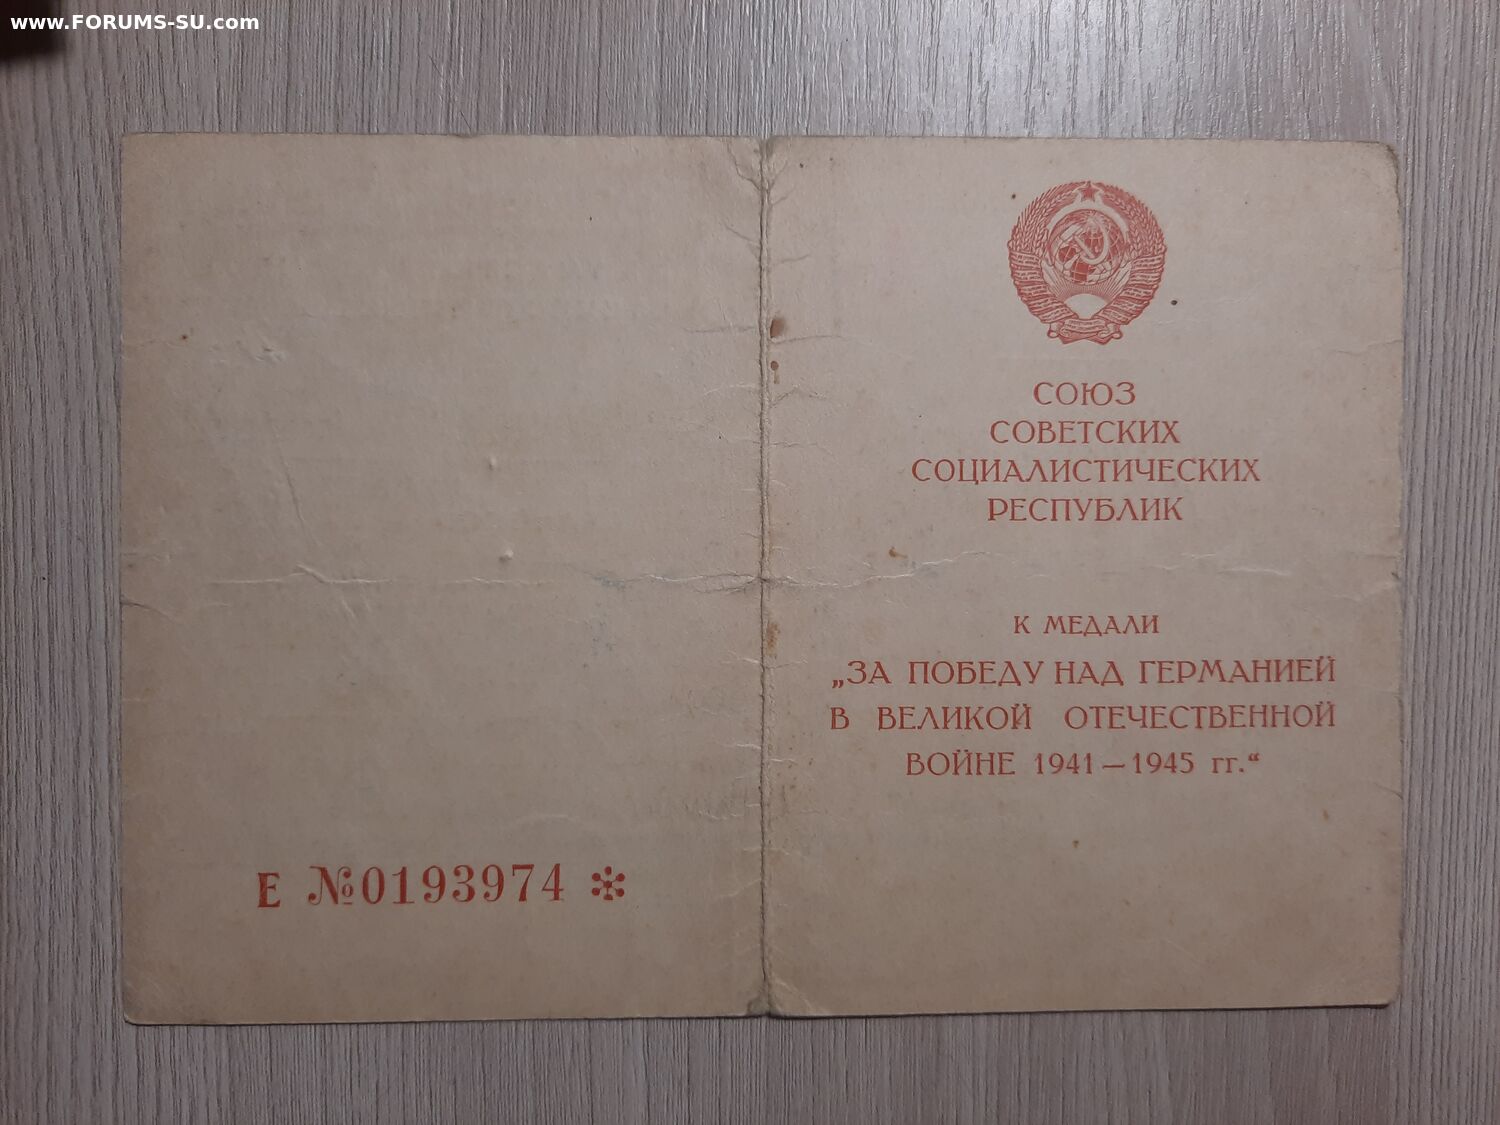 www.FORUMS-SU.com
СОЮЗ
СОВЕТСКИХ
СОЦИАЛИСТИЧЕСКИХ
РЕСПУБЛИК
К МЕДАЛИ
„ЗА ПОБЕДУ НАД ГЕРМАНИЕЙ
В ВЕЛИКОЙ ОТЕЧЕСТВЕННОЙ
ВОЙНЕ 1941—1945 гг.“
Е №0193974 *